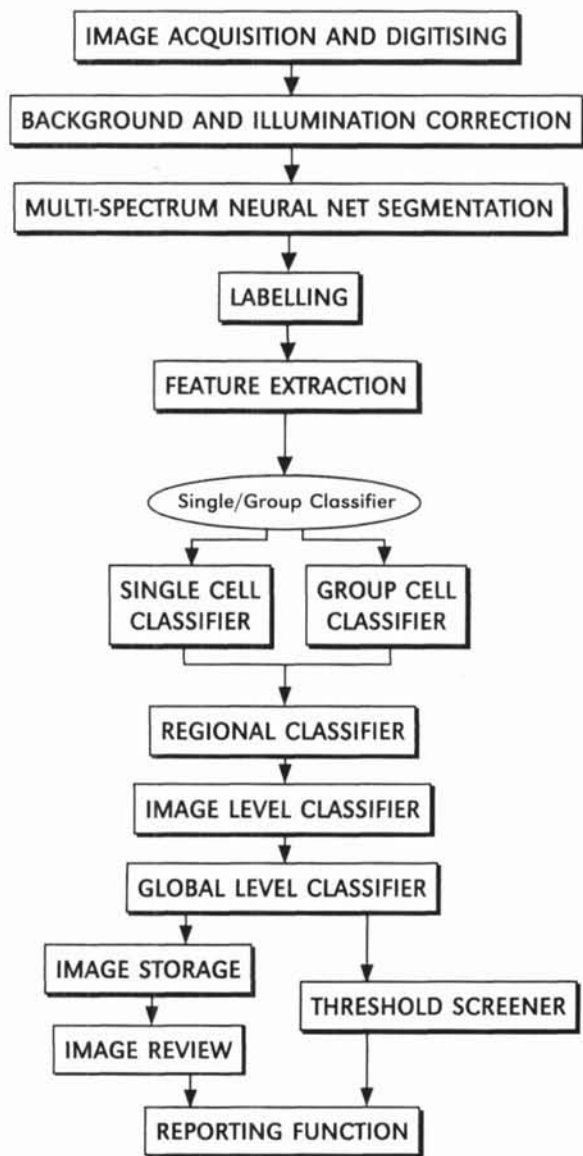 IMAGE ACQUISITION AND DIGITISING
BACKGROUND AND ILLUMINATION CORRECTION
MULTI-SPECTRUM NEURAL NET SEGMENTATION
LABELLING
FEATURE EXTRACTION
Single/Group Classifier
SINGLE CELL
CLASSIFIER
GROUP CELL
CLASSIFIER
REGIONAL CLASSIFIER
IMAGE LEVEL CLASSIFIER
GLOBAL LEVEL CLASSIFIER
IMAGE STORAGE
THRESHOLD SCREENER
IMAGE REVIEW
REPORTING FUNCTION